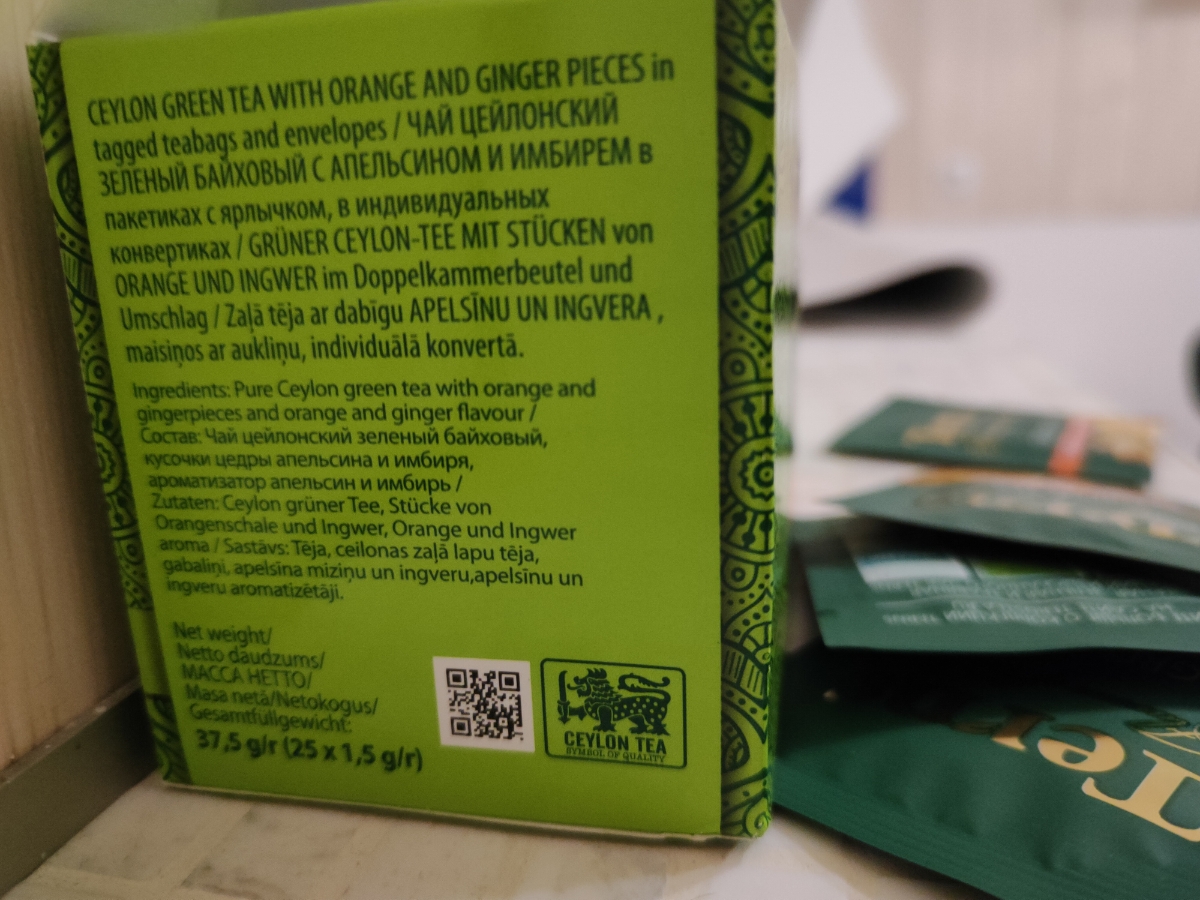 CEYLON GREEN TEA WITH ORANGE AND GINGER PIECES in
tagged teabags and envelopes / ЧАЙ ЦЕЙЛОНСКИЙ
ЗЕЛЕНЫЙ БАЙХОВЫЙ С АПЕЛЬСИНОМ И ИМБИРЕМ в
пакетиках с ярлычком, в индивидуальных
конвертиках / GRÜNER CEYLON-TEE MIT STÜCKEN von
ORANGE UND INGWER im Doppelkammerbeutel und
Umschlag / Zaļā tēja ar dabīgu APELSĪNU UN INGVERA ,
maisiņos ar aukliņu, individuālā konvertā.
Ingredients: Pure Ceylon green tea with orange and
gingerpieces and orange and ginger flavour /
Состав: Чай цейлонский зеленый байховый,
кусочки цедры апельсина и имбиря,
ароматизатор апельсин и имбирь /
Zutaten: Ceylon grüner Tee, Stücke von
Orangenschale und Ingwer, Orange und Ingwer
aroma / Sastāvs: Tēja, ceilonas zaļā lapu tēja,
gabaliņi, apelsīna miziņu un ingveru,apelsīnu un
ingveru aromatizētāji.
Net weight/
Netto daudzums/
МАССА НЕТТО/
Masa netă/Netokogus/
Gesamtfüllgewicht:
37,5 g/r (25 x 1,5 g/r)
CEYLON TEA
SYMBOL OF QUALITY
Te